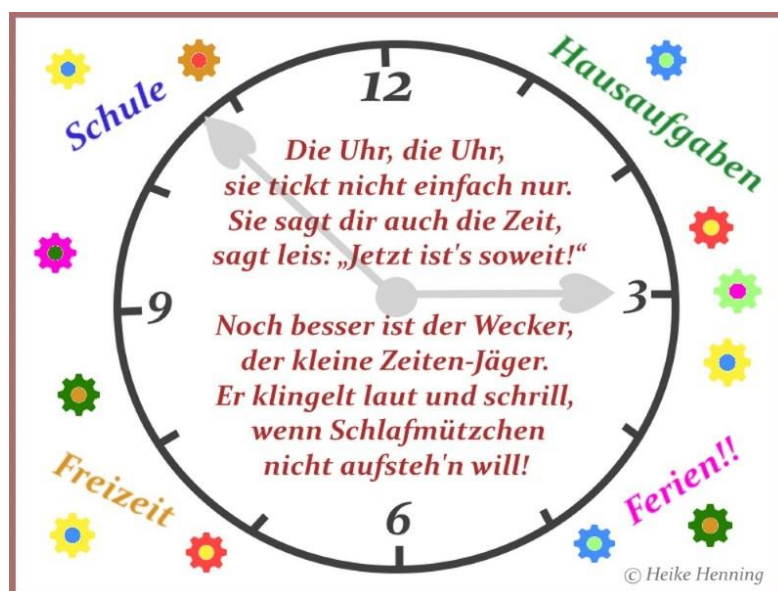 Schule
Hausaufgaben
12
Die Uhr, die Uhr,
sie tickt nicht einfach nur.
Sie sagt dir auch die Zeit,
sagt leis: „Jetzt ist's soweit!“
9
3
Noch besser ist der Wecker,
der kleine Zeiten-Jäger.
Er klingelt laut und schrill,
wenn Schlafmützchen
nicht aufsteh'n will!
Freizeit
6
Ferien!!
© Heike Henning